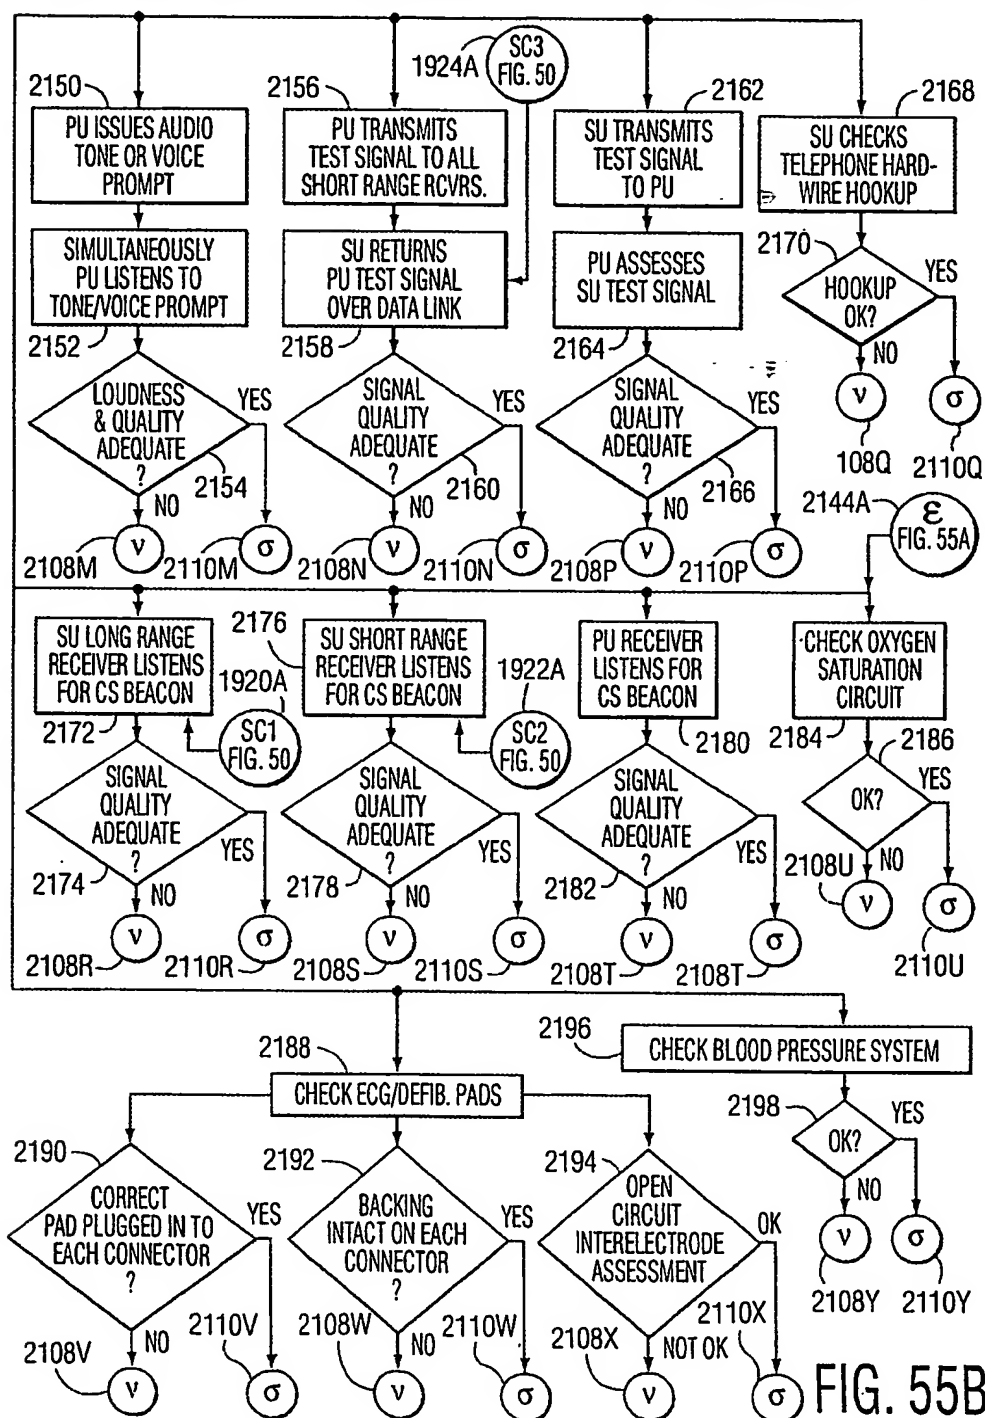 SC3
FIG. 50
1924A
2150
PU ISSUES AUDIO
TONE OR VOICE
PROMPT
2156
PU TRANSMITS
TEST SIGNAL TO ALL
SHORT RANGE RCVRS.
2162
SU TRANSMITS
TEST SIGNAL
TO PU
2168
SU CHECKS
TELEPHONE HARD-
WIRE HOOKUP
SIMULTANEOUSLY
PU LISTENS TO
TONE/VOICE PROMPT
2152
SU RETURNS
PU TEST SIGNAL
OVER DATA LINK
2158
PU ASSESSES
SU TEST SIGNAL
2164
2170
HOOKUP
OK?
YES
NO
ν
σ
108Q
2110Q
LOUDNESS
& QUALITY
ADEQUATE
?
YES
2154
NO
ν
σ
2108M
2110M
SIGNAL
QUALITY
ADEQUATE
?
YES
2160
NO
ν
σ
2108N
2110N
SIGNAL
QUALITY
ADEQUATE
?
YES
2166
NO
ν
σ
2108P
2110P
2144A
ε
FIG. 55A
SU LONG RANGE
RECEIVER LISTENS
FOR CS BEACON
2172
1920A
SC1
FIG. 50
2176
SU SHORT RANGE
RECEIVER LISTENS
FOR CS BEACON
1922A
SC2
FIG. 50
PU RECEIVER
LISTENS FOR
CS BEACON
2180
CHECK OXYGEN
SATURATION
CIRCUIT
2184
SIGNAL
QUALITY
ADEQUATE
?
YES
2174
NO
ν
σ
2108R
2110R
SIGNAL
QUALITY
ADEQUATE
?
YES
2178
NO
ν
σ
2108S
2110S
SIGNAL
QUALITY
ADEQUATE
?
YES
2182
NO
ν
σ
2108T
2108T
2186
OK?
YES
NO
2108U
ν
σ
2110U
2188
CHECK ECG/DEFIB. PADS
2196
CHECK BLOOD PRESSURE SYSTEM
2190
CORRECT
PAD PLUGGED IN TO
EACH CONNECTOR
?
YES
NO
2108V
ν
2110V
σ
2192
BACKING
INTACT ON EACH
CONNECTOR
?
YES
NO
2108W
ν
2110W
σ
2194
OPEN
CIRCUIT
INTERELECTRODE
ASSESSMENT
OK
NOT OK
2108X
ν
2110X
σ
2198
OK?
YES
NO
ν
σ
2108Y
2110Y
FIG. 55B